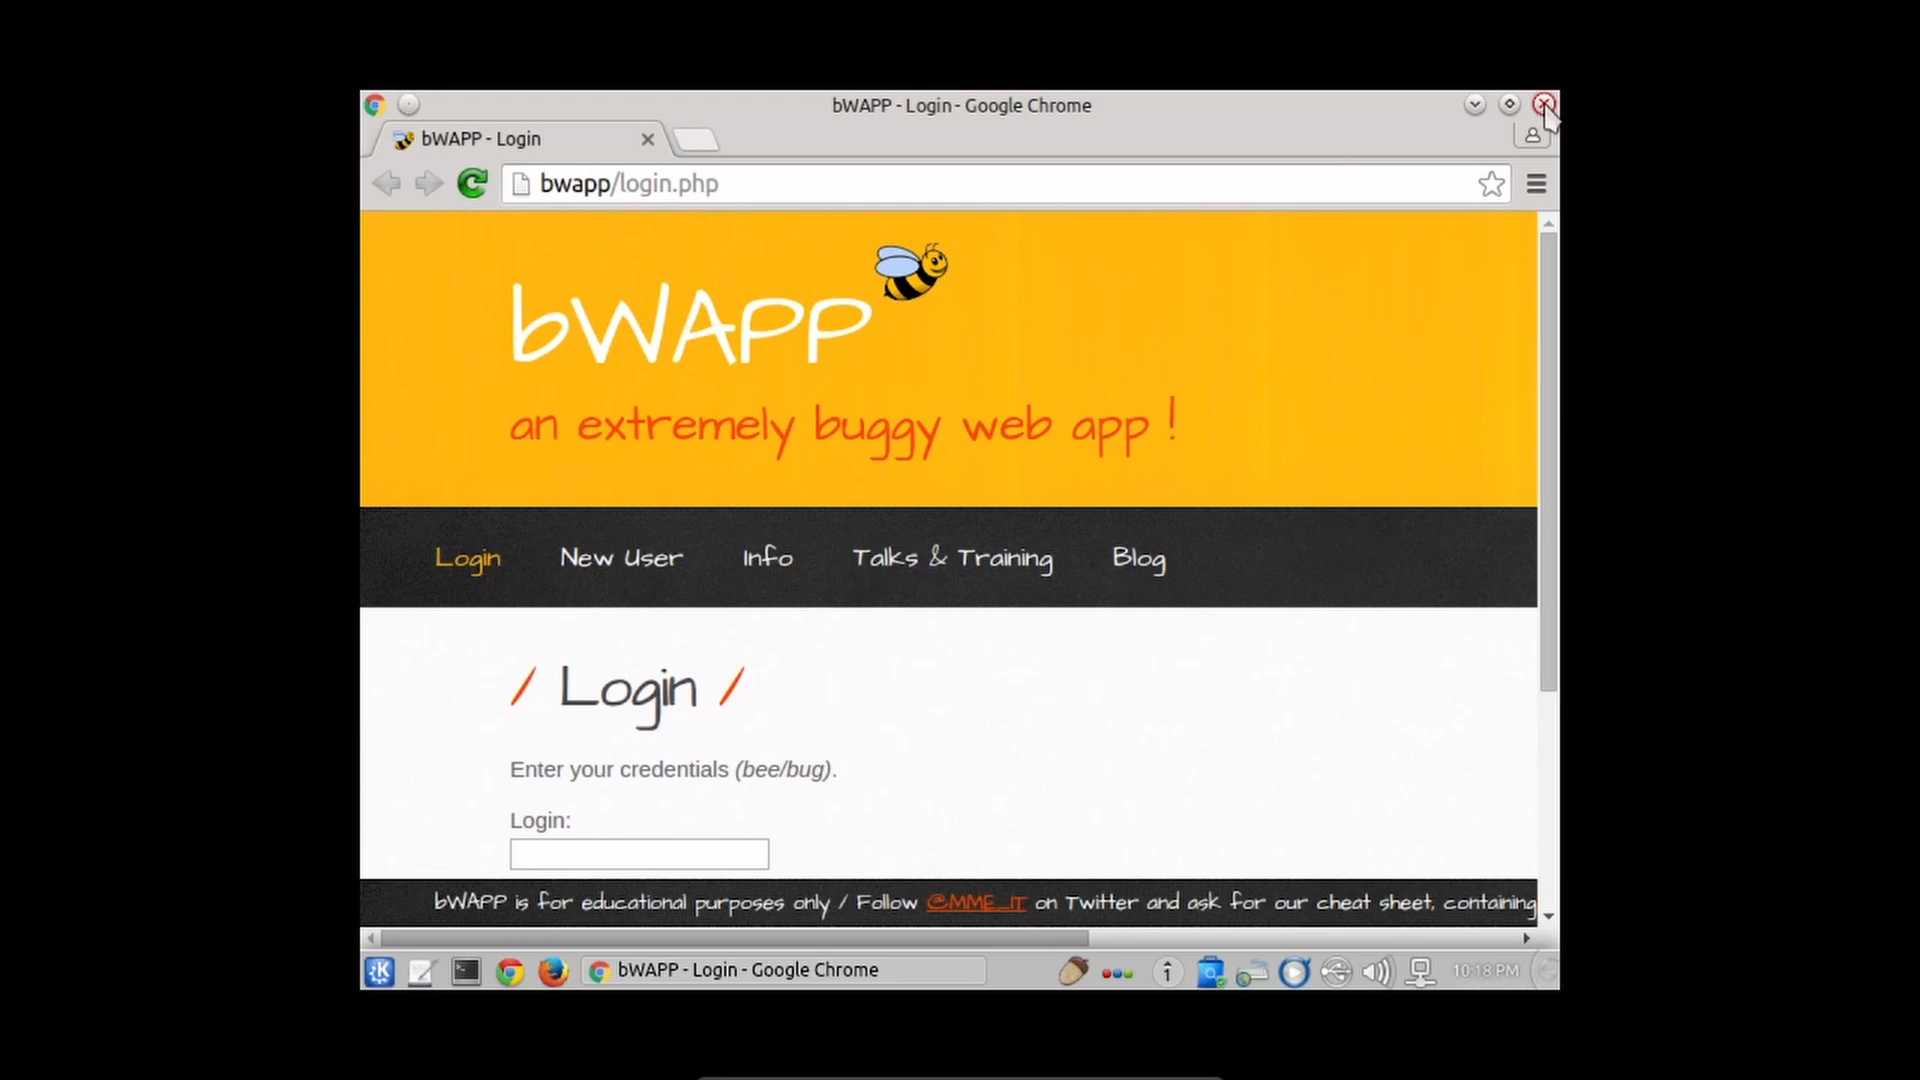 bWAPP - Login - Google Chrome
bWAPP - Login
bwapp/login.php
bWAPP
an extremely buggy web app !
Login New User Info Talks & Training Blog
/ Login /
Enter your credentials (bee/bug).
Login:
bWAPP is for educational purposes only / Follow @MME_IT on Twitter and ask for our cheat sheet, containing
bWAPP - Login - Google Chrome
10:18 PM